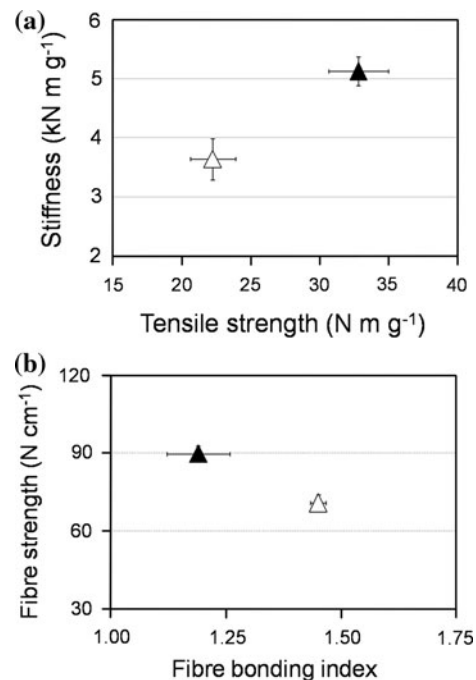 (a)
Stiffness (kN m g⁻¹)
6
5
4
3
2
15 20 25 30 35 40
Tensile strength (N m g⁻¹)
(b)
Fibre strength (N cm⁻¹)
120
90
60
30
1.00 1.25 1.50 1.75
Fibre bonding index